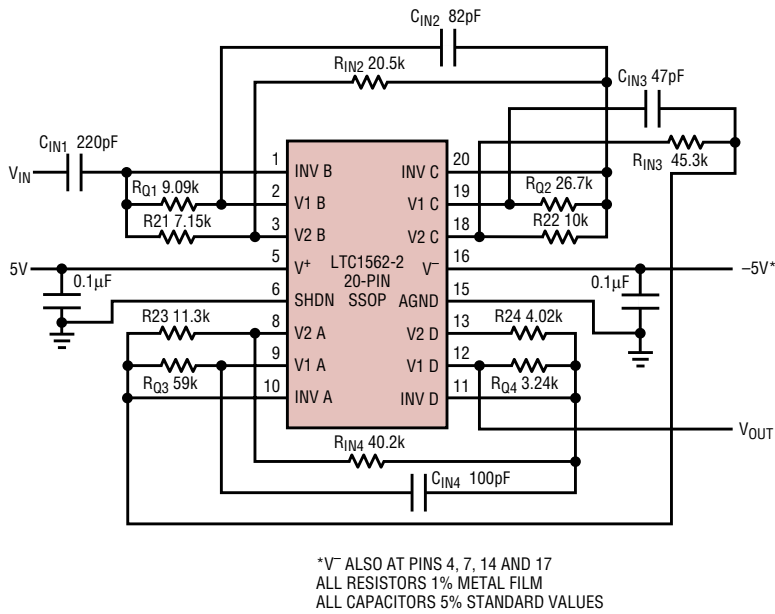 CIN2 82pF
RIN2 20.5k
CIN3 47pF
CIN1 220pF
RIN3 45.3k
VIN
1 INV B
INV C 20
RQ1 9.09k
2 V1 B
V1 C 19
RQ2 26.7k
R21 7.15k
3 V2 B
V2 C 18
R22 10k
5V
5 V+
LTC1562-2
20-PIN
SSOP
V– 16
–5V*
0.1µF
6 SHDN
AGND 15
0.1µF
R23 11.3k
8 V2 A
V2 D 13
R24 4.02k
9 V1 A
V1 D 12
RQ3 59k
10 INV A
INV D 11
RQ4 3.24k
VOUT
RIN4 40.2k
CIN4 100pF
*V– ALSO AT PINS 4, 7, 14 AND 17
ALL RESISTORS 1% METAL FILM
ALL CAPACITORS 5% STANDARD VALUES